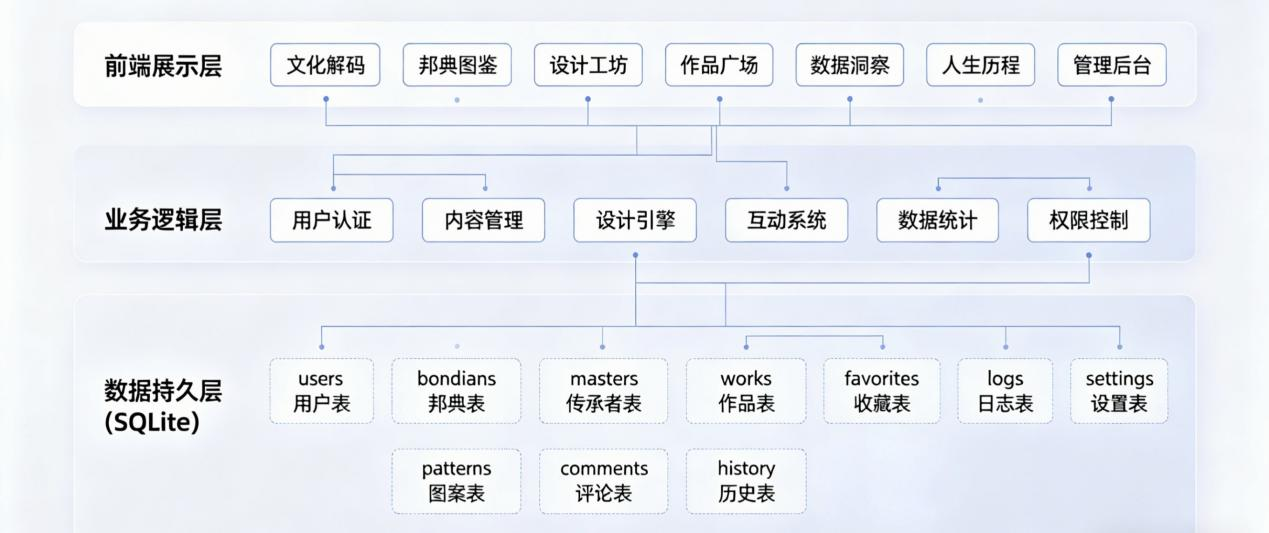 前端展示层
文化解码
邦典图鉴
设计工坊
作品广场
数据洞察
人生历程
管理后台
业务逻辑层
用户认证
内容管理
设计引擎
互动系统
数据统计
权限控制
数据持久层
(SQLite)
users
用户表
bondians
邦典表
masters
传承者表
works
作品表
favorites
收藏表
logs
日志表
settings
设置表
patterns
图案表
comments
评论表
history
历史表